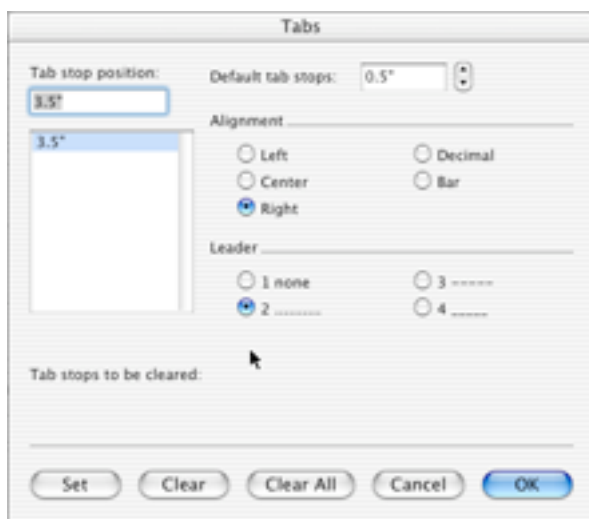 Tabs
Tab stop position:
3.5"
3.5"
Default tab stops: 0.5"
Alignment
Left
Decimal
Center
Bar
Right
Leader
1 none
3 -----
2 ........
4 _____
Tab stops to be cleared:
Set Clear Clear All Cancel OK